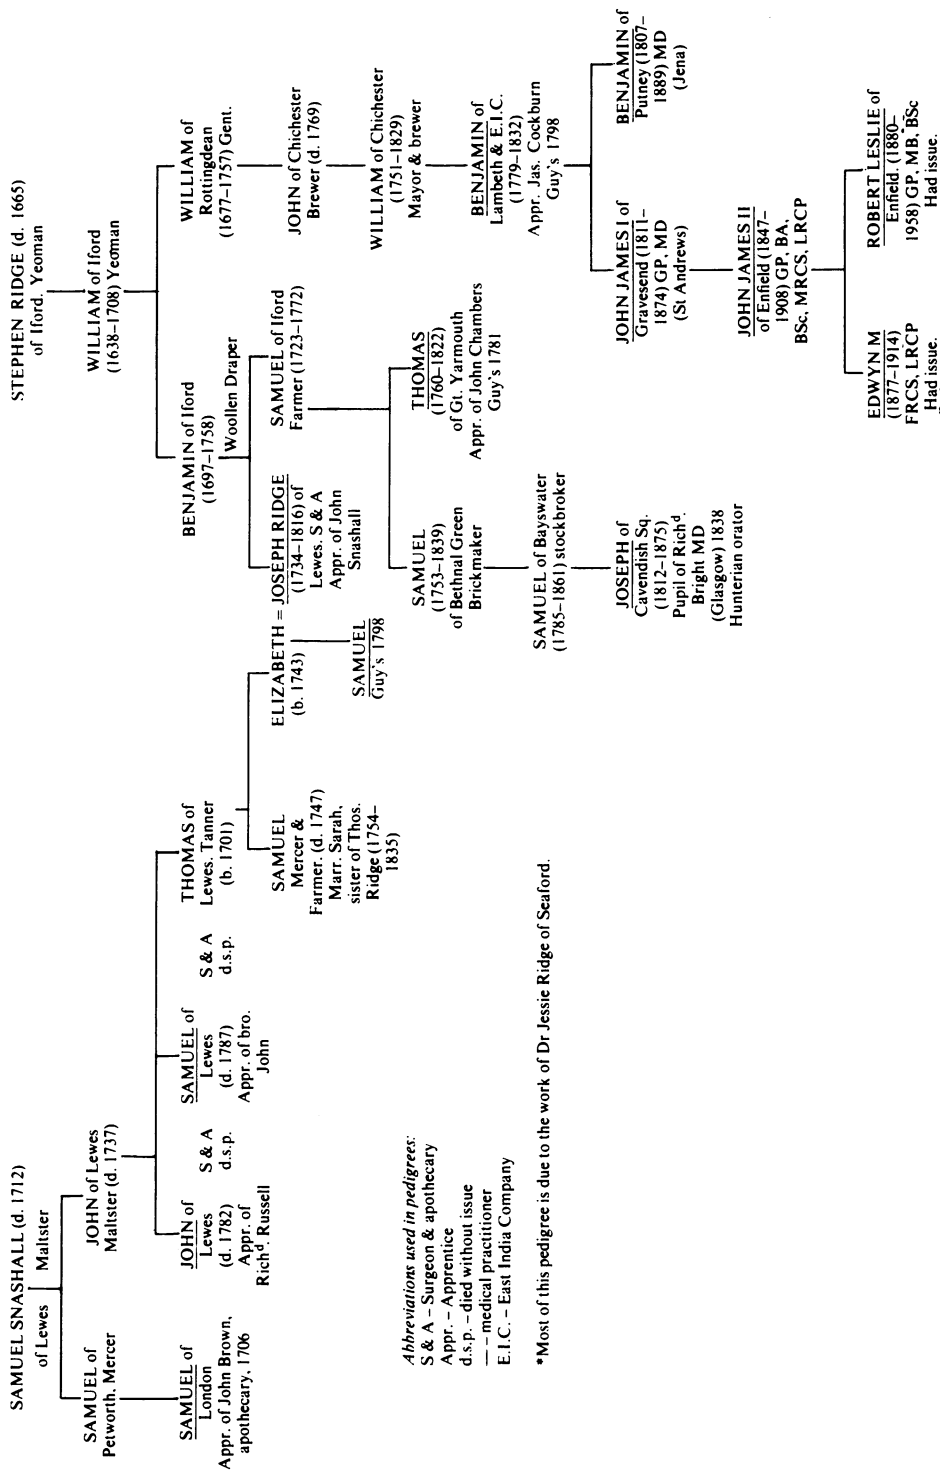 SAMUEL SNASHALL (d. 1712)
of Lewes Maltster
SAMUEL of
Petworth. Mercer
JOHN of Lewes
Maltster (d. 1737)
SAMUEL of
London
Appr. of John Brown,
apothecary, 1706
JOHN of
Lewes
(d. 1782)
Appr. of
Richd. Russell
S & A
d.s.p.
SAMUEL of
Lewes
(d. 1787)
Appr. of bro.
John
S & A
d.s.p.
THOMAS of
Lewes. Tanner
(b. 1701)
SAMUEL
Mercer &
Farmer. (d. 1747)
Marr. Sarah,
sister of Thos.
Ridge (1754–
1835)
ELIZABETH = JOSEPH RIDGE
(b. 1743)
(1734–1816) of
Lewes. S & A
Appr. of John
Snashall
SAMUEL
Guy's 1798
STEPHEN RIDGE (d. 1665)
of Iford. Yeoman
WILLIAM of Iford
(1638–1708) Yeoman
BENJAMIN of Iford
(1697–1758)
Woollen Draper
WILLIAM of
Rottingdean
(1677–1757) Gent.
SAMUEL of Iford
Farmer (1723–1772)
JOHN of Chichester
Brewer (d. 1769)
WILLIAM of Chichester
(1751–1829)
Mayor & brewer
SAMUEL
(1753–1839)
of Bethnal Green
Brickmaker
THOMAS
(1760–1822)
of Gt. Yarmouth
Appr. of John Chambers
Guy's 1781
BENJAMIN of
Lambeth & E.I.C.
(1779–1832)
Appr. Jas. Cockburn
Guy's 1798
SAMUEL of Bayswater
(1785–1861) stockbroker
JOSEPH of
Cavendish Sq.
(1812–1875)
Pupil of Richd.
Bright MD
(Glasgow) 1838
Hunterian orator
JOHN JAMES I of
Gravesend (1811–
1874) GP, MD
(St Andrews)
BENJAMIN of
Putney (1807–
1889) MD
(Jena)
JOHN JAMES II
of Enfield (1847–
1908) GP, BA,
BSc, MRCS, LRCP
EDWYN M
(1877–1914)
FRCS, LRCP
Had issue.
ROBERT LESLIE of
Enfield. (1880–
1958) GP, MB, BSc
Had issue.
Abbreviations used in pedigrees:
S & A – Surgeon & apothecary
Appr. – Apprentice
d.s.p. – died without issue
— – medical practitioner
E.I.C. – East India Company
*Most of this pedigree is due to the work of Dr Jessie Ridge of Seaford.